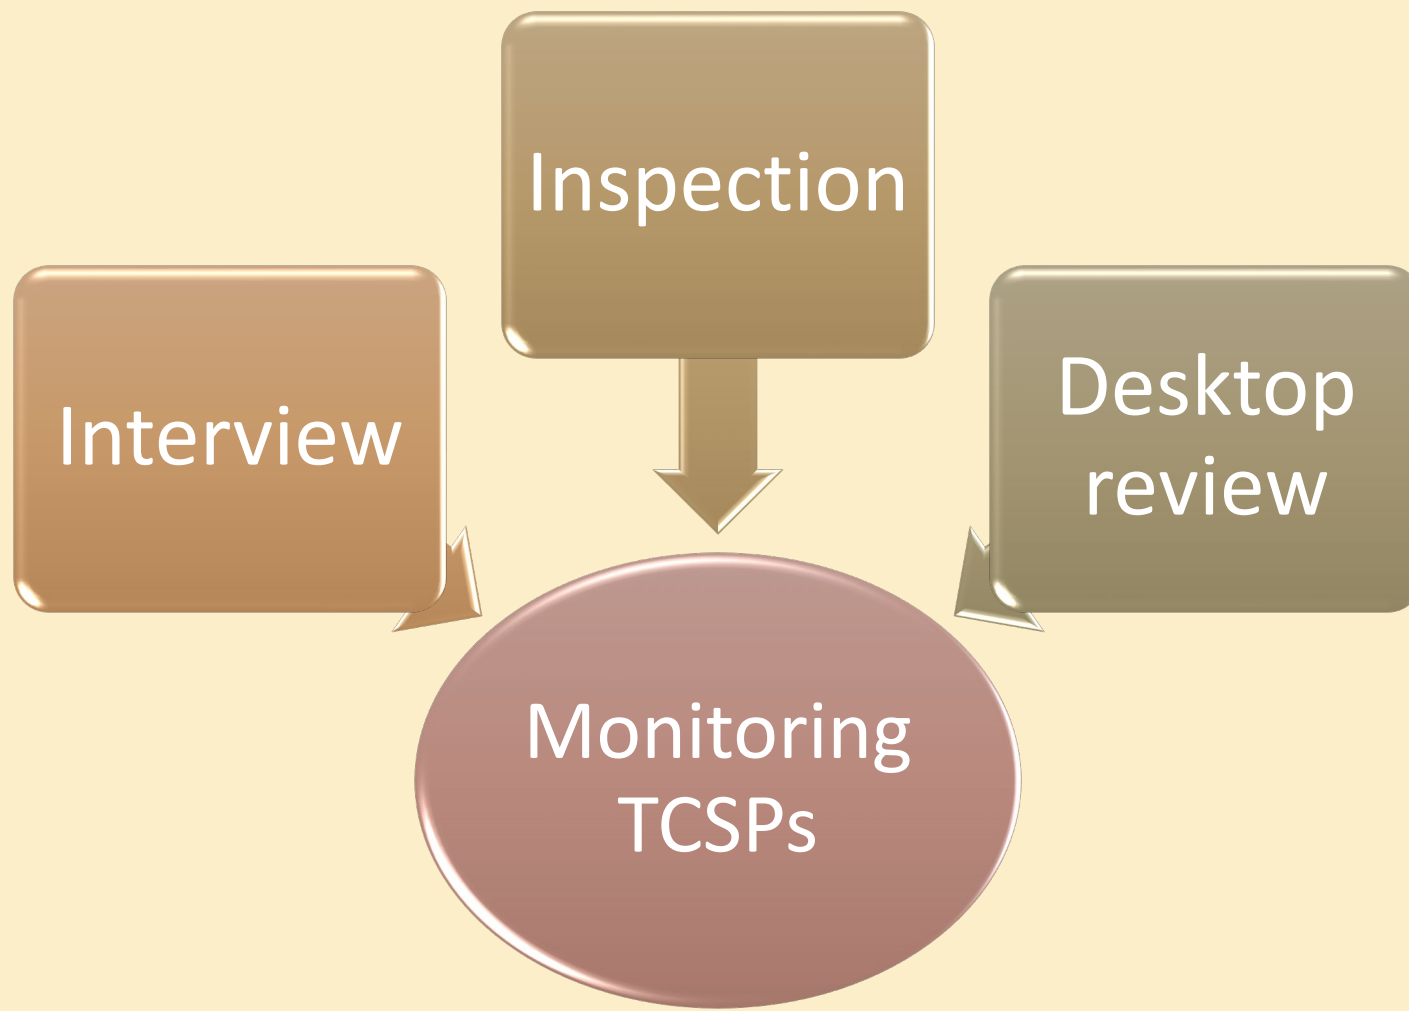 Inspection
Interview
Desktop
review
Monitoring
TCSPs